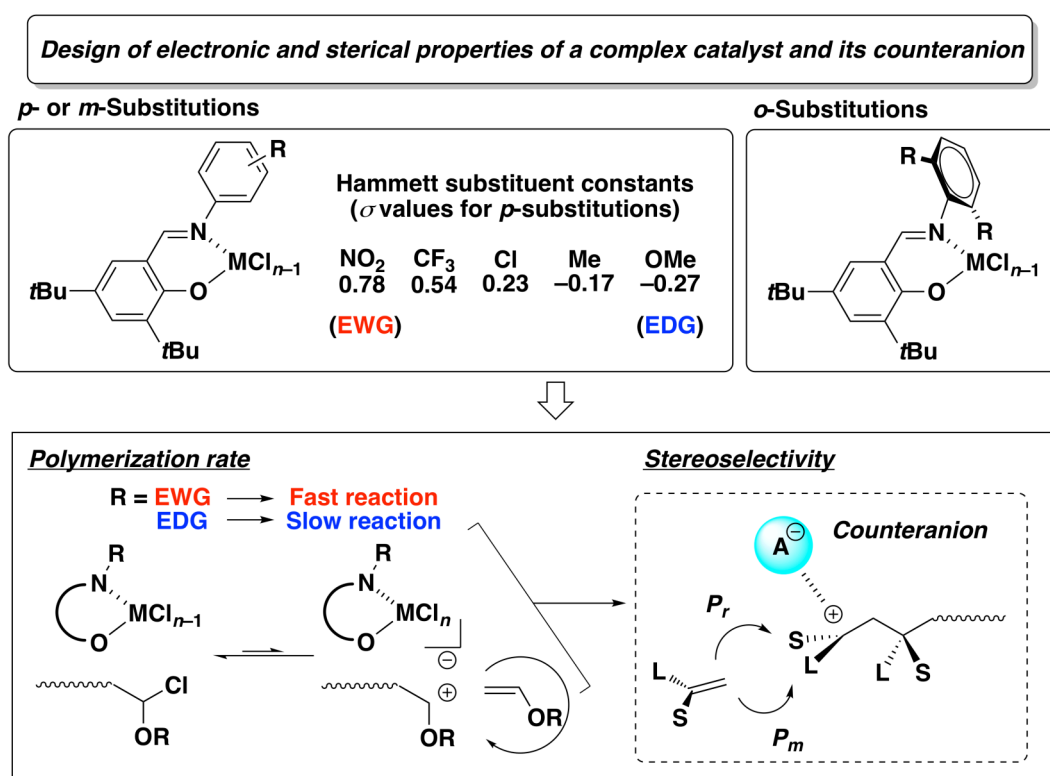 Design of electronic and sterical properties of a complex catalyst and its counteranion
p- or m-Substitutions
o-Substitutions
R
N
MCln–1
O
tBu
tBu
Hammett substituent constants
(σ values for p-substitutions)
NO2 CF3 Cl Me OMe
0.78 0.54 0.23 –0.17 –0.27
(EWG) (EDG)
R
R
N
MCln–1
O
tBu
tBu
Polymerization rate
R = EWG → Fast reaction
EDG → Slow reaction
R
N
MCln–1
O
Cl
OR
R
N
MCln
O
⊖
⊕
OR
OR
Stereoselectivity
A⊖
Counteranion
Pr
⊕
S
L
L
S
L
S
Pm